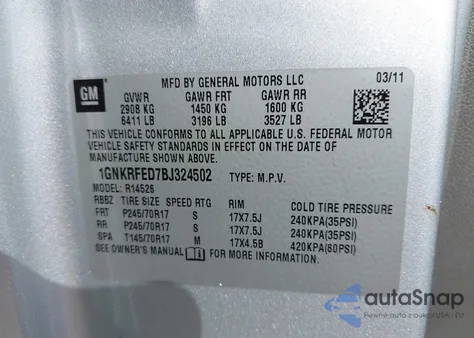 GM
MFD BY GENERAL MOTORS LLC 03/11
GVWR GAWR FRT GAWR RR
2908 KG 1450 KG 1600 KG
6411 LB 3196 LB 3527 LB
THIS VEHICLE CONFORMS TO ALL APPLICABLE U.S. FEDERAL MOTOR
VEHICLE SAFETY STANDARDS IN EFFECT ON THE DATE OF
MANUFACTURE SHOWN ABOVE.
1GNKRFED7BJ324502 TYPE: M.P.V.
MODEL: R14526
RBBZ TIRE SIZE SPEED RTG RIM COLD TIRE PRESSURE
FRT P245/70R17 S 17X7.5J 240KPA(35PSI)
RR P245/70R17 S 17X7.5J 240KPA(35PSI)
SPA T145/70R17 M 17X4.5B 420KPA(60PSI)
SEE OWNER'S MANUAL FOR MORE INFORMATION.
autoSnap
Pewne auto z USA - EU